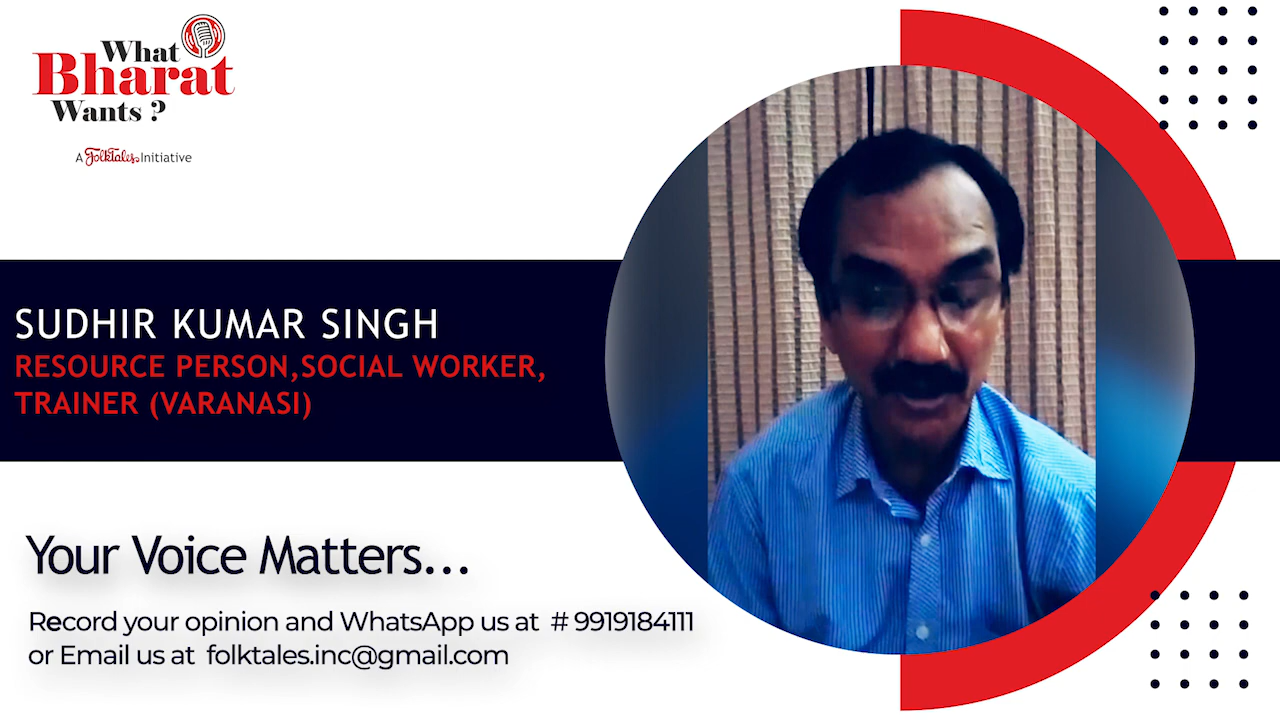 What
Bharat
Wants ?
A FolkTales Initiative
SUDHIR KUMAR SINGH
RESOURCE PERSON,SOCIAL WORKER,
TRAINER (VARANASI)
Your Voice Matters...
Record your opinion and WhatsApp us at # 9919184111
or Email us at folktales.inc@gmail.com